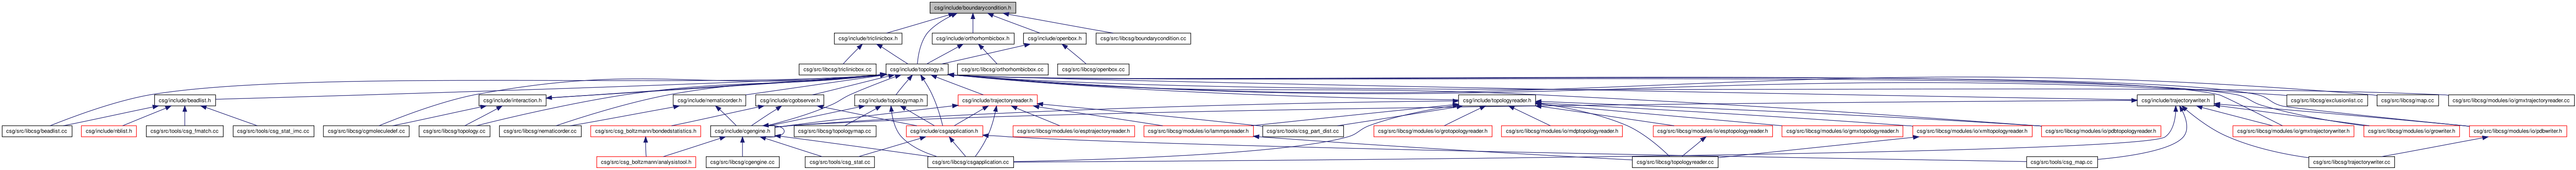 csg/include/boundarycondition.h
csg/include/triclinicbox.h
csg/include/orthorhombicbox.h
csg/include/openbox.h
csg/src/libcsg/boundarycondition.cc
csg/src/libcsg/triclinicbox.cc
csg/include/topology.h
csg/src/libcsg/orthorhombicbox.cc
csg/src/libcsg/openbox.cc
csg/include/beadlist.h
csg/include/interaction.h
csg/include/nematicorder.h
csg/include/cgobserver.h
csg/include/topologymap.h
csg/include/trajectoryreader.h
csg/include/topologyreader.h
csg/include/trajectorywriter.h
csg/src/libcsg/exclusionlist.cc
csg/src/libcsg/map.cc
csg/src/libcsg/modules/io/gmxtrajectoryreader.cc
csg/src/libcsg/beadlist.cc
csg/include/nblist.h
csg/src/tools/csg_fmatch.cc
csg/src/tools/csg_stat_imc.cc
csg/src/libcsg/cgmoleculedef.cc
csg/src/libcsg/topology.cc
csg/src/libcsg/nematicorder.cc
csg/src/csg_boltzmann/bondedstatistics.h
csg/include/cgengine.h
csg/src/libcsg/topologymap.cc
csg/include/csgapplication.h
csg/src/libcsg/modules/io/esptrajectoryreader.h
csg/src/libcsg/modules/io/lammpsreader.h
csg/src/tools/csg_part_dist.cc
csg/src/libcsg/modules/io/grotopologyreader.h
csg/src/libcsg/modules/io/mdptopologyreader.h
csg/src/libcsg/modules/io/esptopologyreader.h
csg/src/libcsg/modules/io/gmxtopologyreader.h
csg/src/libcsg/modules/io/xmltopologyreader.h
csg/src/libcsg/modules/io/pdbtopologyreader.h
csg/src/libcsg/modules/io/gmxtrajectorywriter.h
csg/src/libcsg/modules/io/growriter.h
csg/src/libcsg/modules/io/pdbwriter.h
csg/src/csg_boltzmann/analysistool.h
csg/src/libcsg/cgengine.cc
csg/src/tools/csg_stat.cc
csg/src/libcsg/csgapplication.cc
csg/src/libcsg/topologyreader.cc
csg/src/tools/csg_map.cc
csg/src/libcsg/trajectorywriter.cc